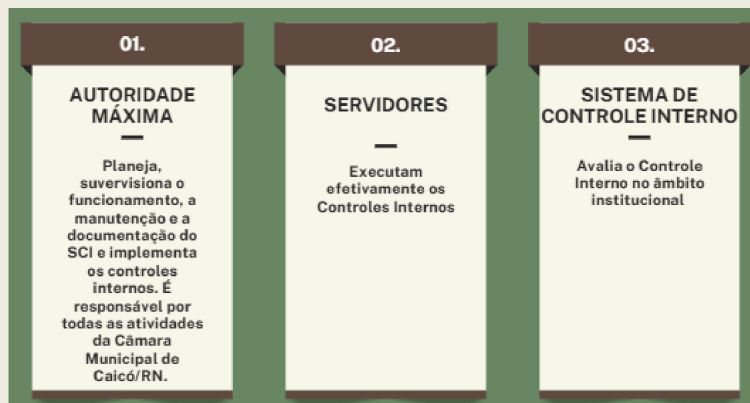 01.
AUTORIDADE
MÁXIMA
Planeja,
suvervisiona o
funcionamento, a
manutenção e a
documentação do
SCI e implementa
os controles
internos. É
responsável por
todas as atividades
da Câmara
Municipal de
Caicó/RN.
02.
SERVIDORES
Executam
efetivamente os
Controles Internos
03.
SISTEMA DE
CONTROLE INTERNO
Avalia o Controle
Interno no âmbito
institucional